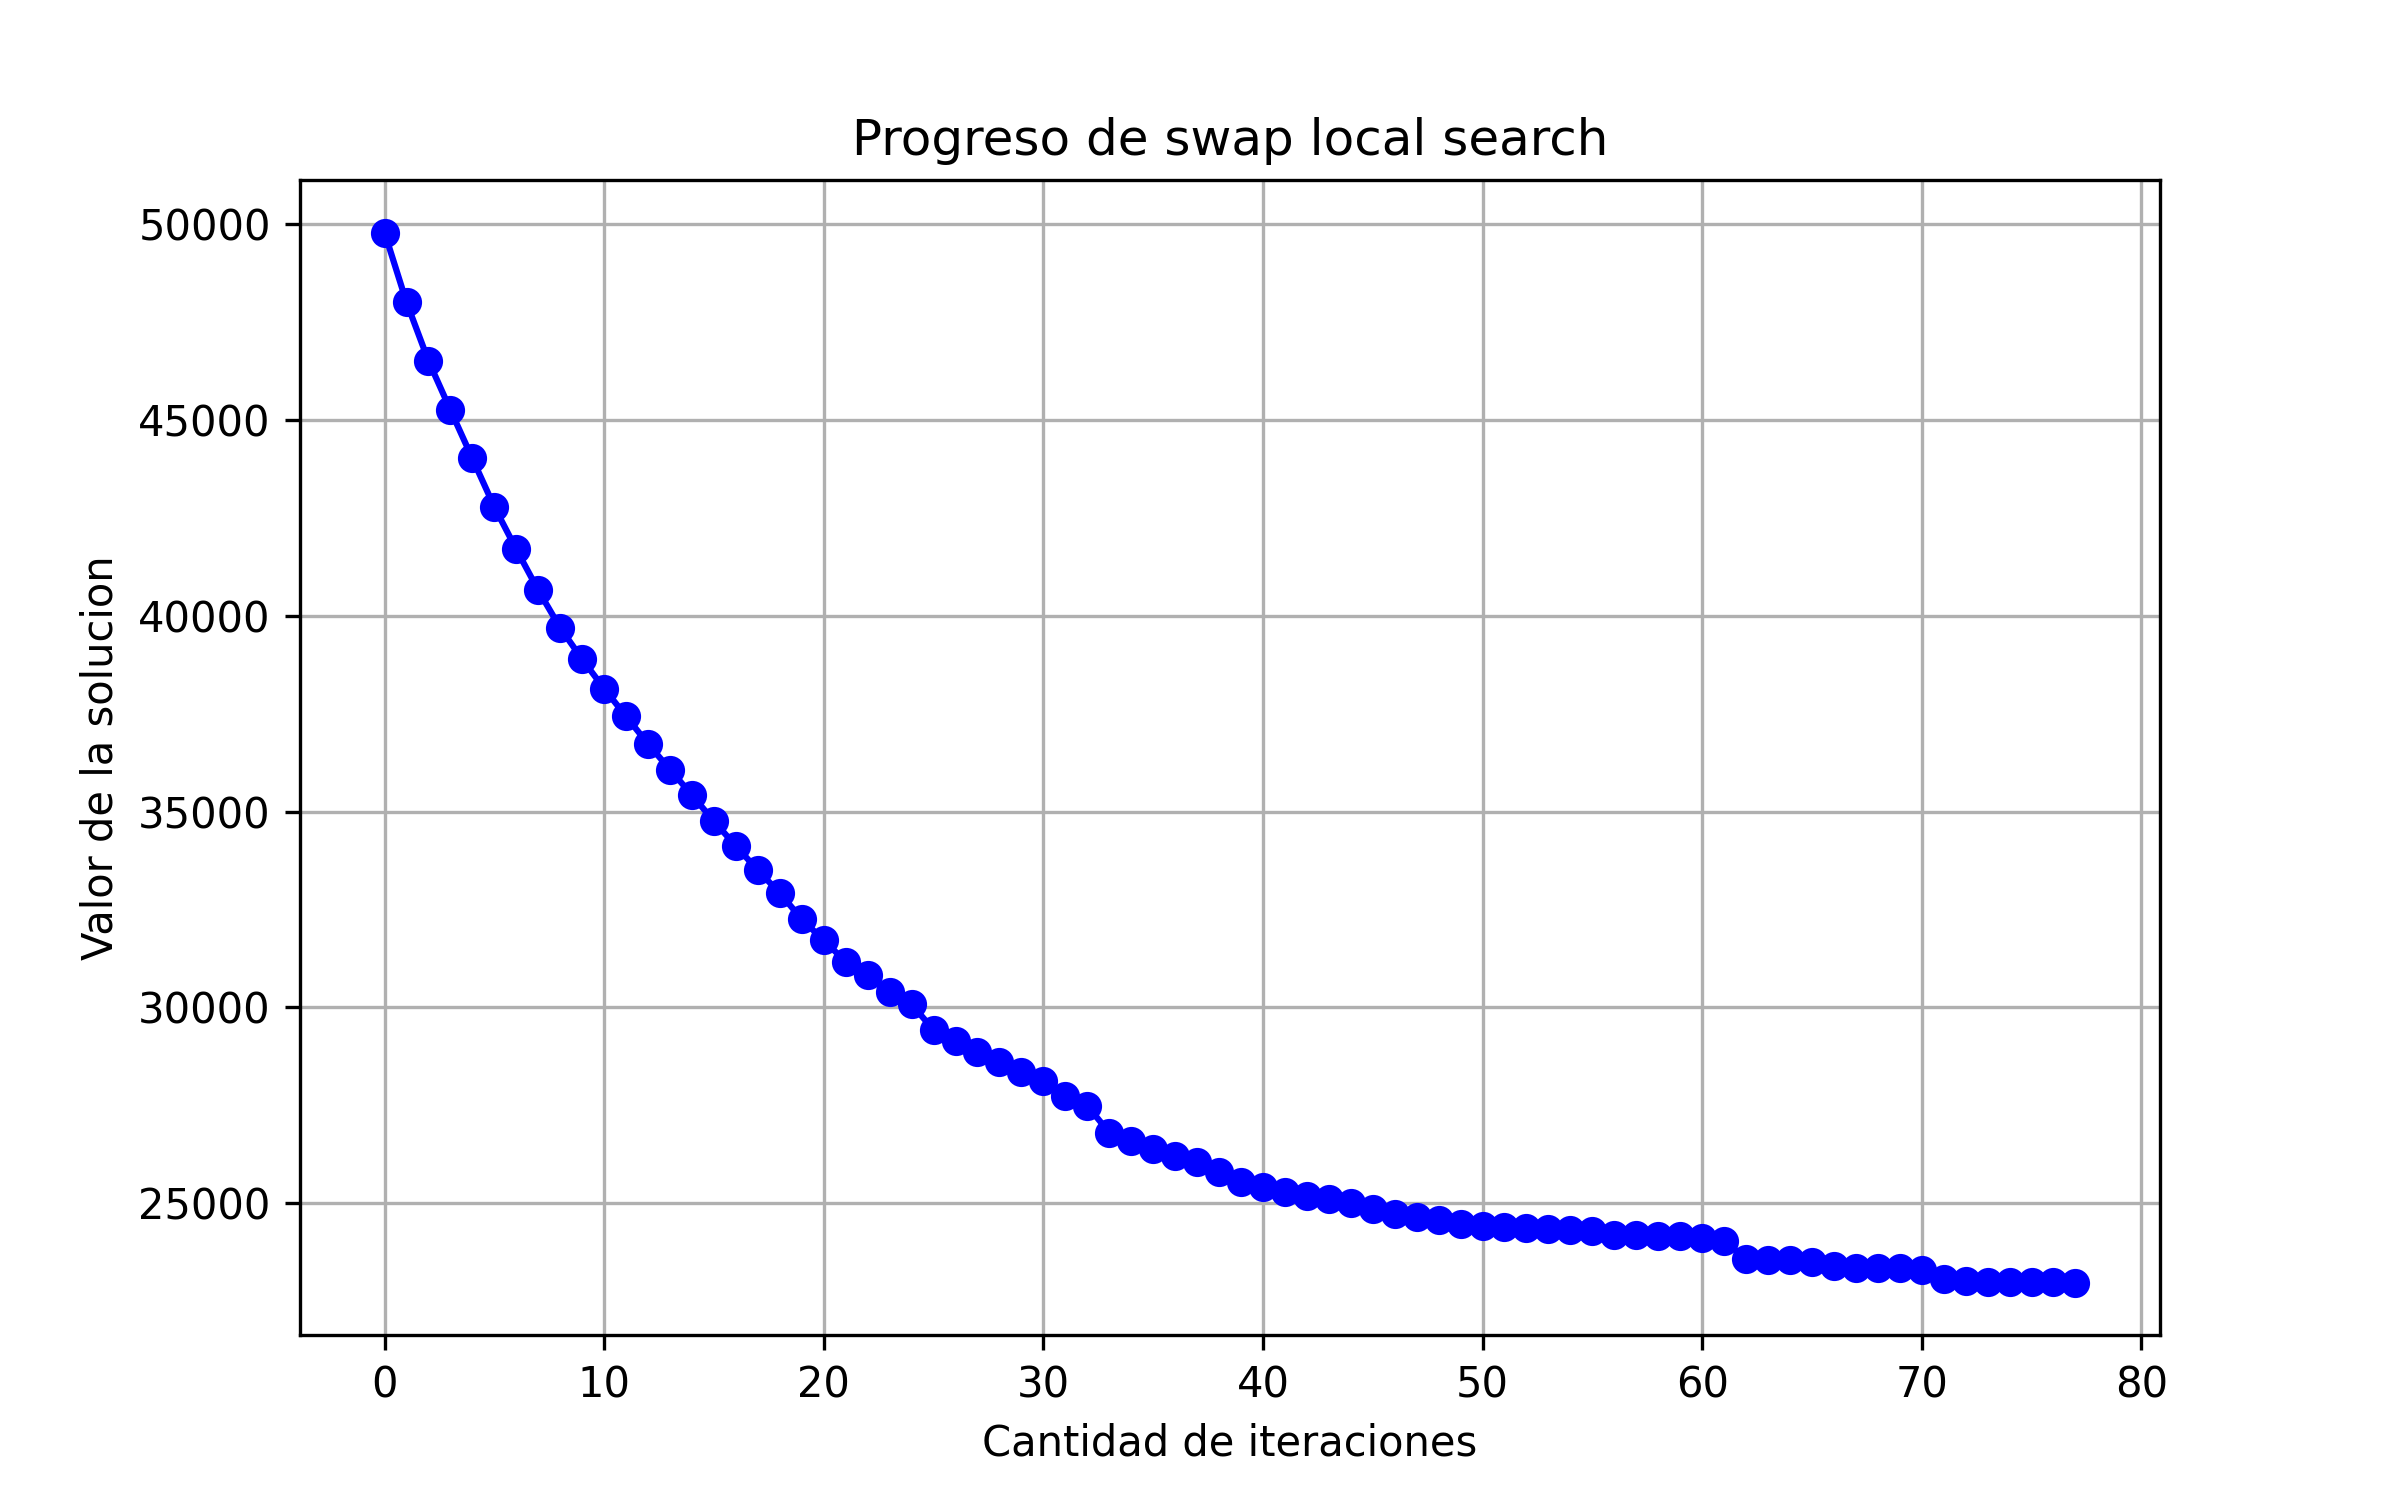 Progreso de swap local search
50000
45000
40000
35000
30000
25000
Valor de la solucion
0 10 20 30 40 50 60 70 80
Cantidad de iteraciones